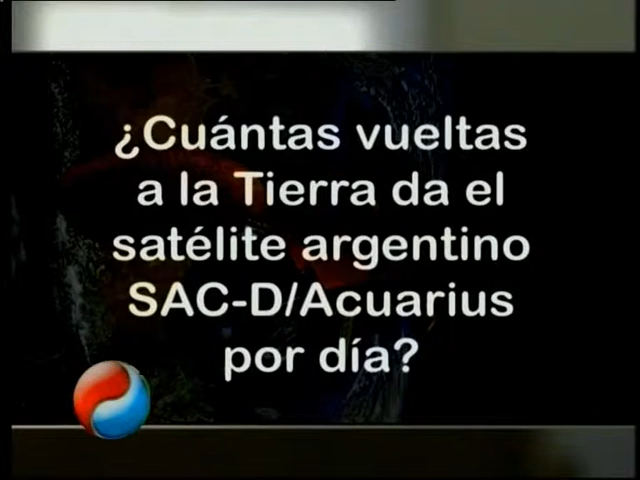 ¿Cuántas vueltas
a la Tierra da el
satélite argentino
SAC-D/Acuarius
por día?